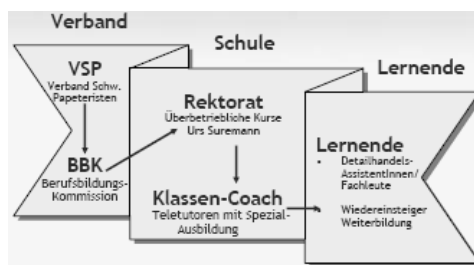 Verband
VSP
Verband Schw.
Papeteristen
BBK
Berufsbildungs-
Kommission
Schule
Rektorat
Überbetriebliche Kurse
Urs Suremann
Klassen-Coach
Teletutoren mit Spezial-
Ausbildung
Lernende
Lernende
• Detailhandels-
AssistentInnen/
Fachleute
Wiedereinsteiger
Weiterbildung